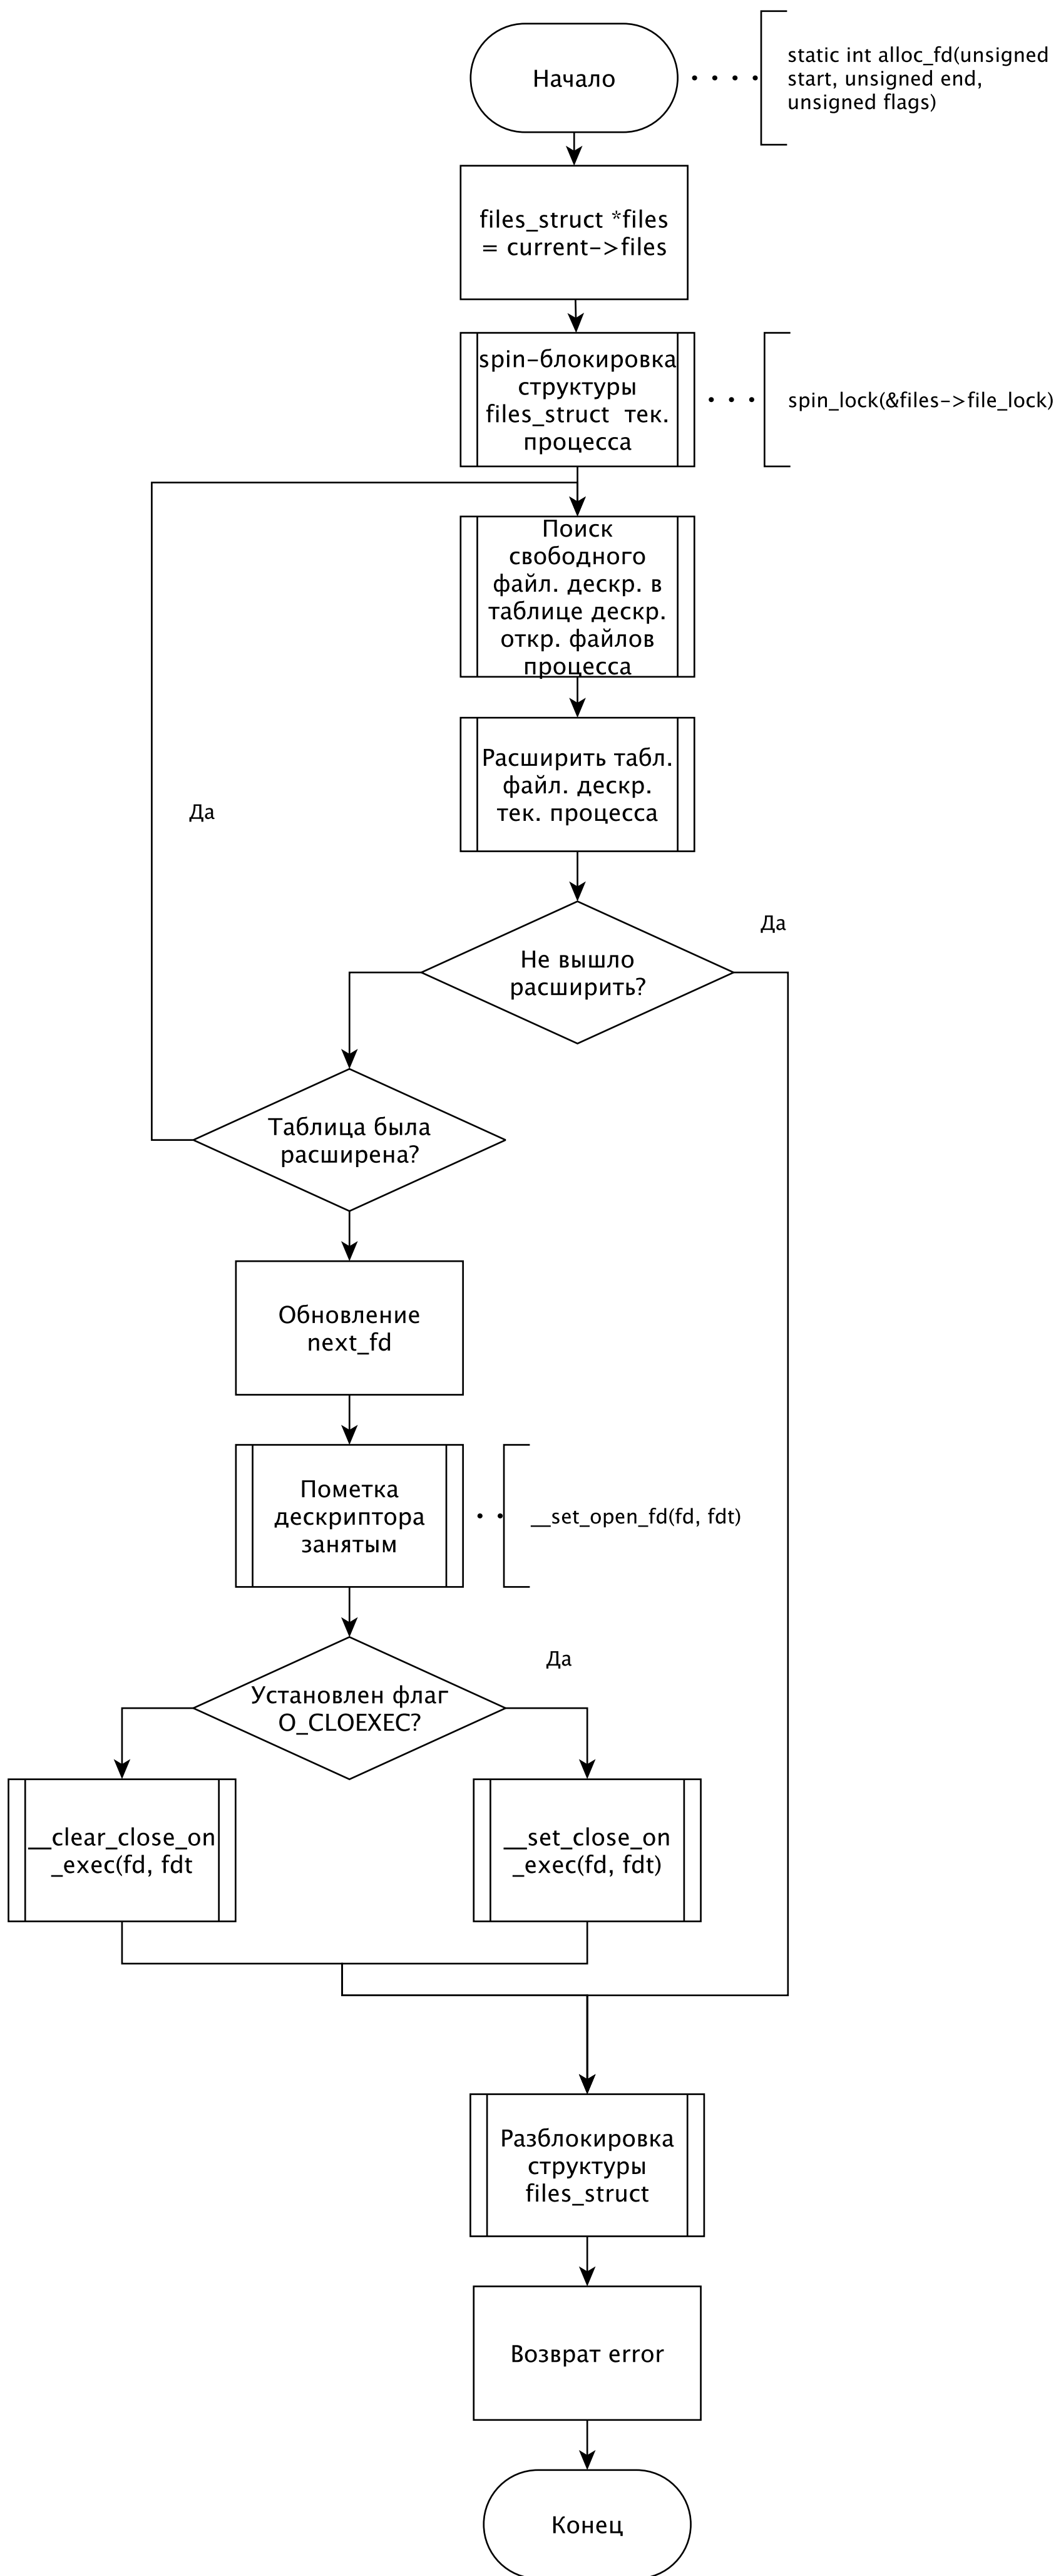 Начало
static int alloc_fd(unsigned
start, unsigned end,
unsigned flags)
files_struct *files
= current->files
spin-блокировка
структуры
files_struct тек.
процесса
spin_lock(&files->file_lock)
Поиск
свободного
файл. дескр. в
таблице дескр.
откр. файлов
процесса
Расширить табл.
файл. дескр.
тек. процесса
Да
Да
Не вышло
расширить?
Таблица была
расширена?
Обновление
next_fd
Пометка
дескриптора
занятым
__set_open_fd(fd, fdt)
Да
Установлен флаг
O_CLOEXEC?
__clear_close_on
_exec(fd, fdt
__set_close_on
_exec(fd, fdt)
Разблокировка
структуры
files_struct
Возврат error
Конец